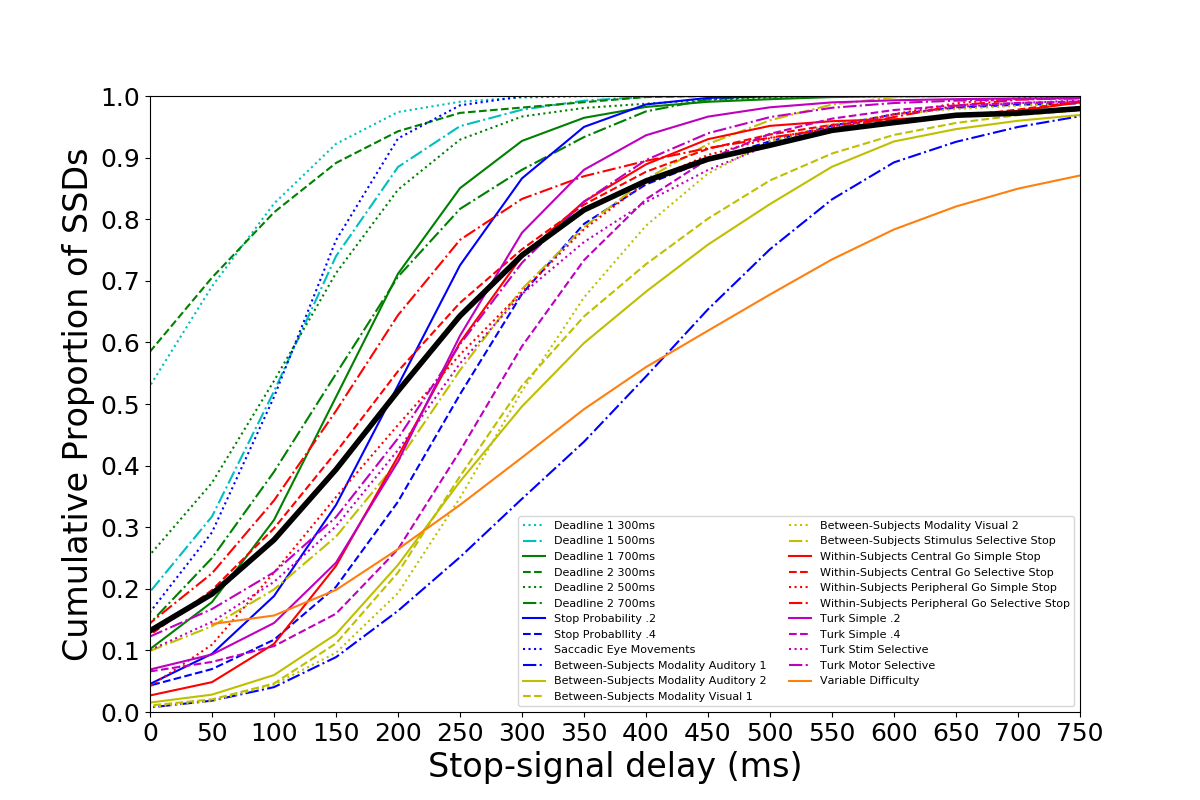 Cumulative Proportion of SSDs
1.0
0.9
0.8
0.7
0.6
0.5
0.4
0.3
0.2
0.1
0.0
Deadline 1 300ms
Deadline 1 500ms
Deadline 1 700ms
Deadline 2 300ms
Deadline 2 500ms
Deadline 2 700ms
Stop Probability .2
Stop Probabllity .4
Saccadic Eye Movements
Between-Subjects Modality Auditory 1
Between-Subjects Modality Auditory 2
Between-Subjects Modality Visual 1
Between-Subjects Modality Visual 2
Between-Subjects Stimulus Selective Stop
Within-Subjects Central Go Simple Stop
Within-Subjects Central Go Selective Stop
Within-Subjects Peripheral Go Simple Stop
Within-Subjects Peripheral Go Selective Stop
Turk Simple .2
Turk Simple .4
Turk Stim Selective
Turk Motor Selective
Variable Difficulty
0 50 100 150 200 250 300 350 400 450 500 550 600 650 700 750
Stop-signal delay (ms)